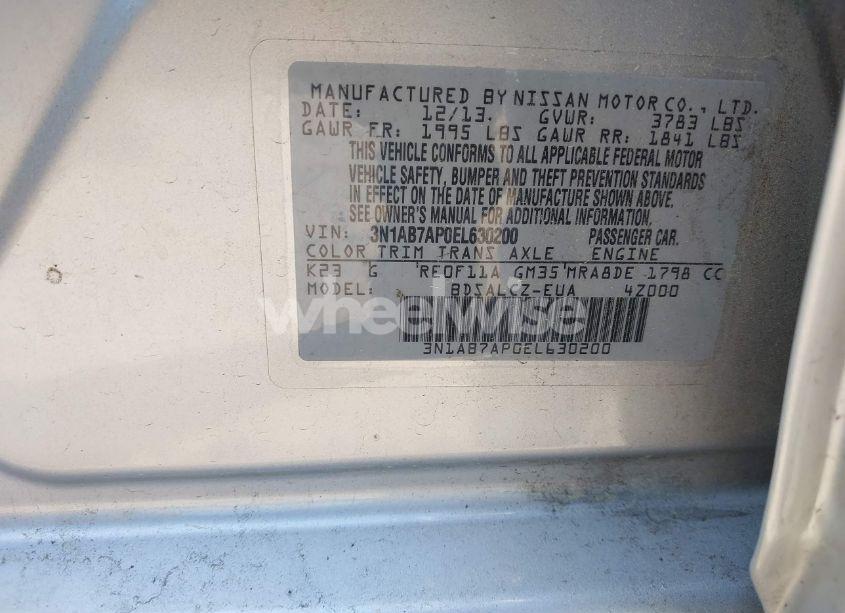 MANUFACTURED BY NISSAN MOTOR CO., LTD.
DATE: 12/13. GVWR: 3783 LBS
GAWR FR: 1995 LBS GAWR RR: 1841 LBS
THIS VEHICLE CONFORMS TO ALL APPLICABLE FEDERAL MOTOR
VEHICLE SAFETY, BUMPER AND THEFT PREVENTION STANDARDS
IN EFFECT ON THE DATE OF MANUFACTURE SHOWN ABOVE.
SEE OWNER'S MANUAL FOR ADDITIONAL INFORMATION.
VIN: 3N1AB7AP0EL630200 PASSENGER CAR.
COLOR TRIM TRANS AXLE ENGINE
K23 G RE0F11A GM35 MRA8DE 1798 CC
MODEL: BDSALCZ-EUA 4Z000
wheelwise
3N1AB7AP0EL630200